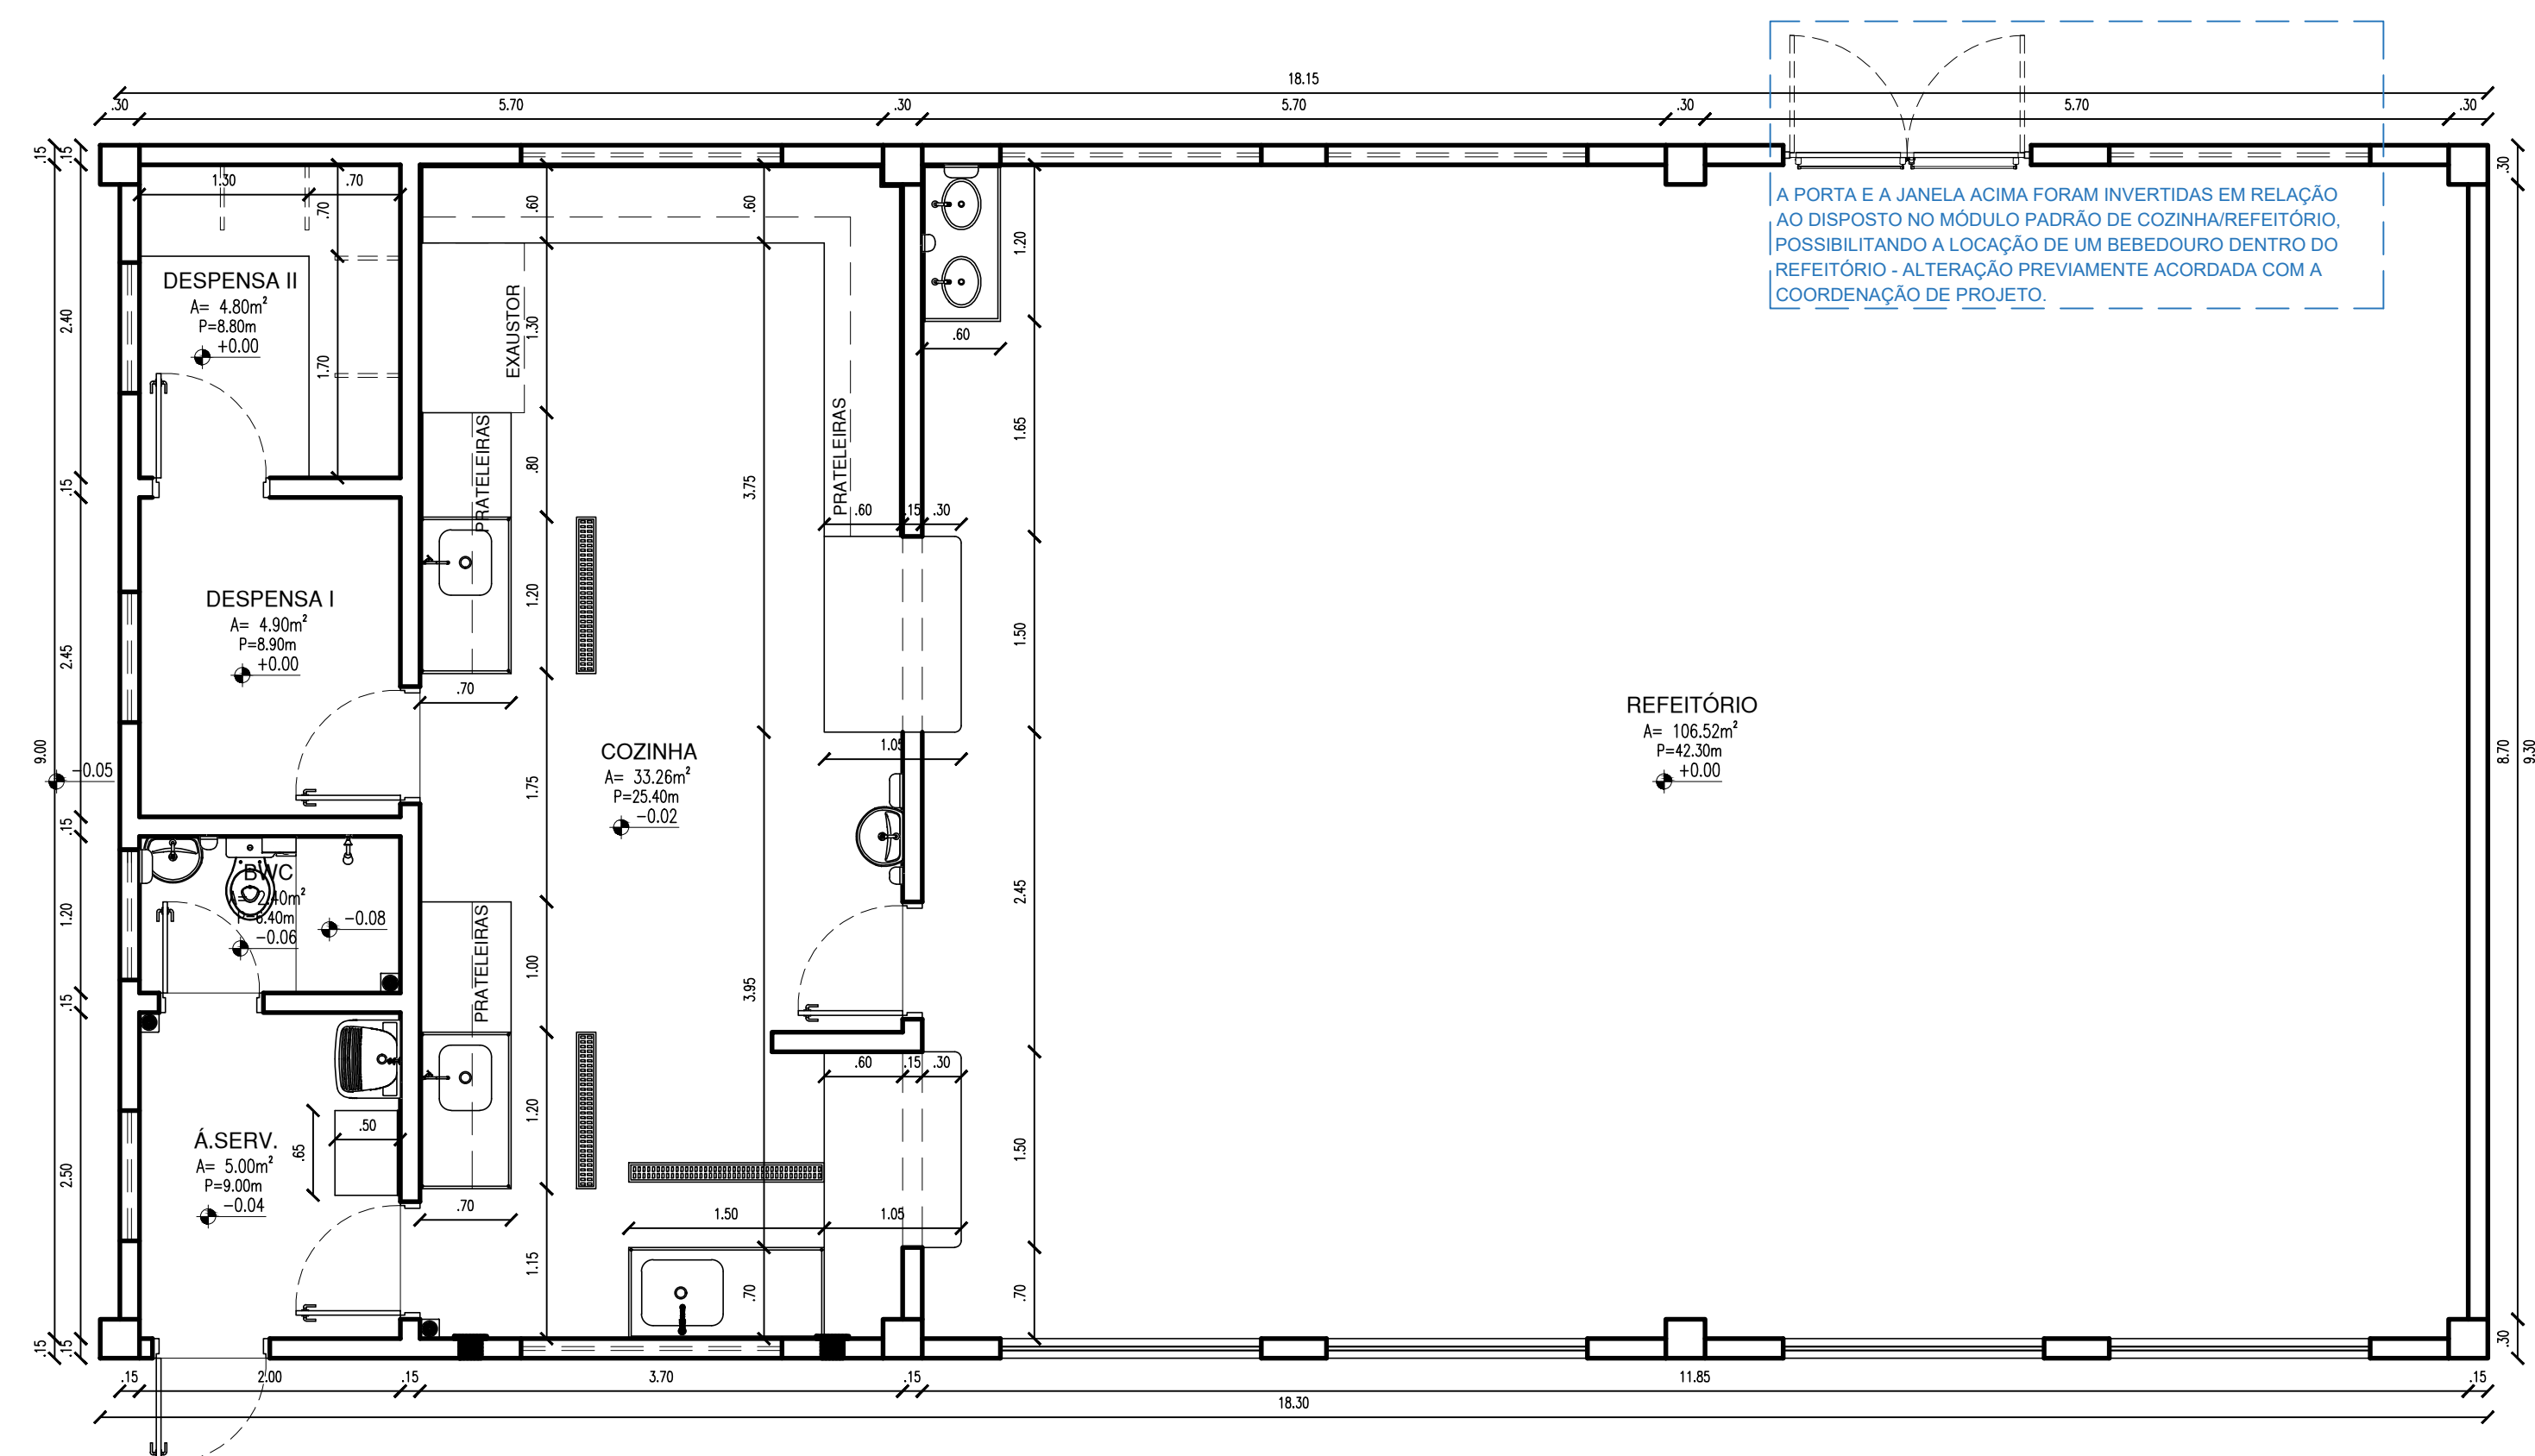 18.15
.30 5.70 .30 5.70 .30 5.70 .30
A PORTA E A JANELA ACIMA FORAM INVERTIDAS EM RELAÇÃO
AO DISPOSTO NO MÓDULO PADRÃO DE COZINHA/REFEITÓRIO,
POSSIBILITANDO A LOCAÇÃO DE UM BEBEDOURO DENTRO DO
REFEITÓRIO - ALTERAÇÃO PREVIAMENTE ACORDADA COM A
COORDENAÇÃO DE PROJETO.
.15
9.00
.15
.15
2.40
.15
2.45
.15
1.20
.15
2.50
.15
-0.05
1.30 .70
.70
1.70
DESPENSA II
A= 4.80m²
P=8.80m
+0.00
DESPENSA I
A= 4.90m²
P=8.90m
+0.00
BWC
A= 2.40m²
P=6.40m
-0.06
-0.08
Á.SERV.
A= 5.00m²
P=9.00m
-0.04
.50
.65
EXAUSTOR
PRATELEIRAS
PRATELEIRAS
PRATELEIRAS
.60
1.30
.80
1.20
1.75
1.00
1.20
1.15
.70
.70
.60
3.75
3.95
.70
COZINHA
A= 33.26m²
P=25.40m
-0.02
.60 .15 .30
1.05
.60 .15 .30
1.50 1.05
.60
1.20
1.65
1.50
2.45
1.50
.70
REFEITÓRIO
A= 106.52m²
P=42.30m
+0.00
.30
8.70
.30
9.30
.15 2.00 .15 3.70 .15 11.85 .15
18.30